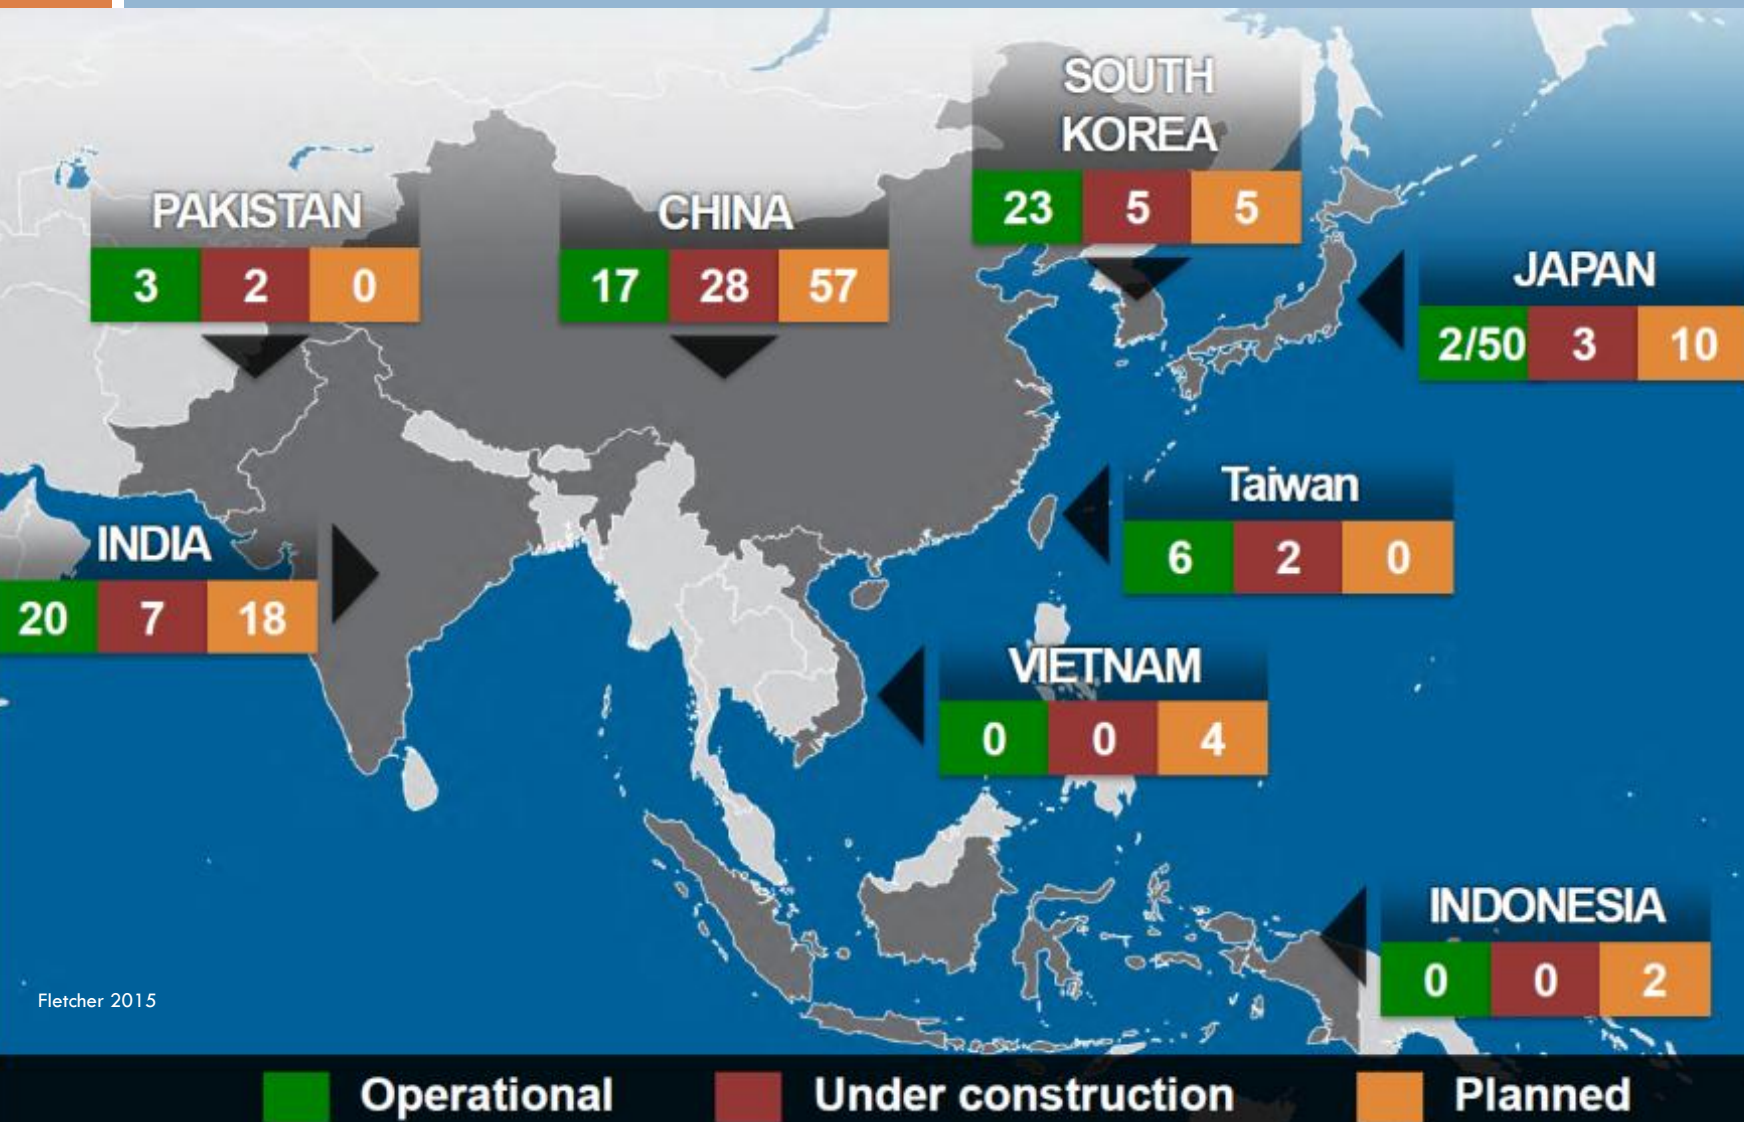 SOUTH
KOREA
23 5 5
PAKISTAN
3 2 0
CHINA
17 28 57
JAPAN
2/50 3 10
Taiwan
6 2 0
INDIA
20 7 18
VIETNAM
0 0 4
INDONESIA
0 0 2
Fletcher 2015
Operational Under construction Planned